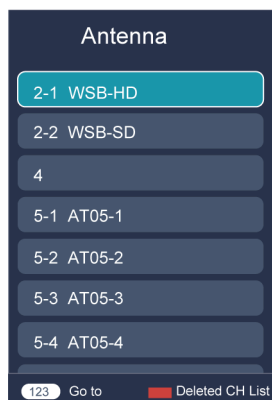 Antenna
2-1 WSB-HD
2-2 WSB-SD
4
5-1 AT05-1
5-2 AT05-2
5-3 AT05-3
5-4 AT05-4
123 Go to Deleted CH List